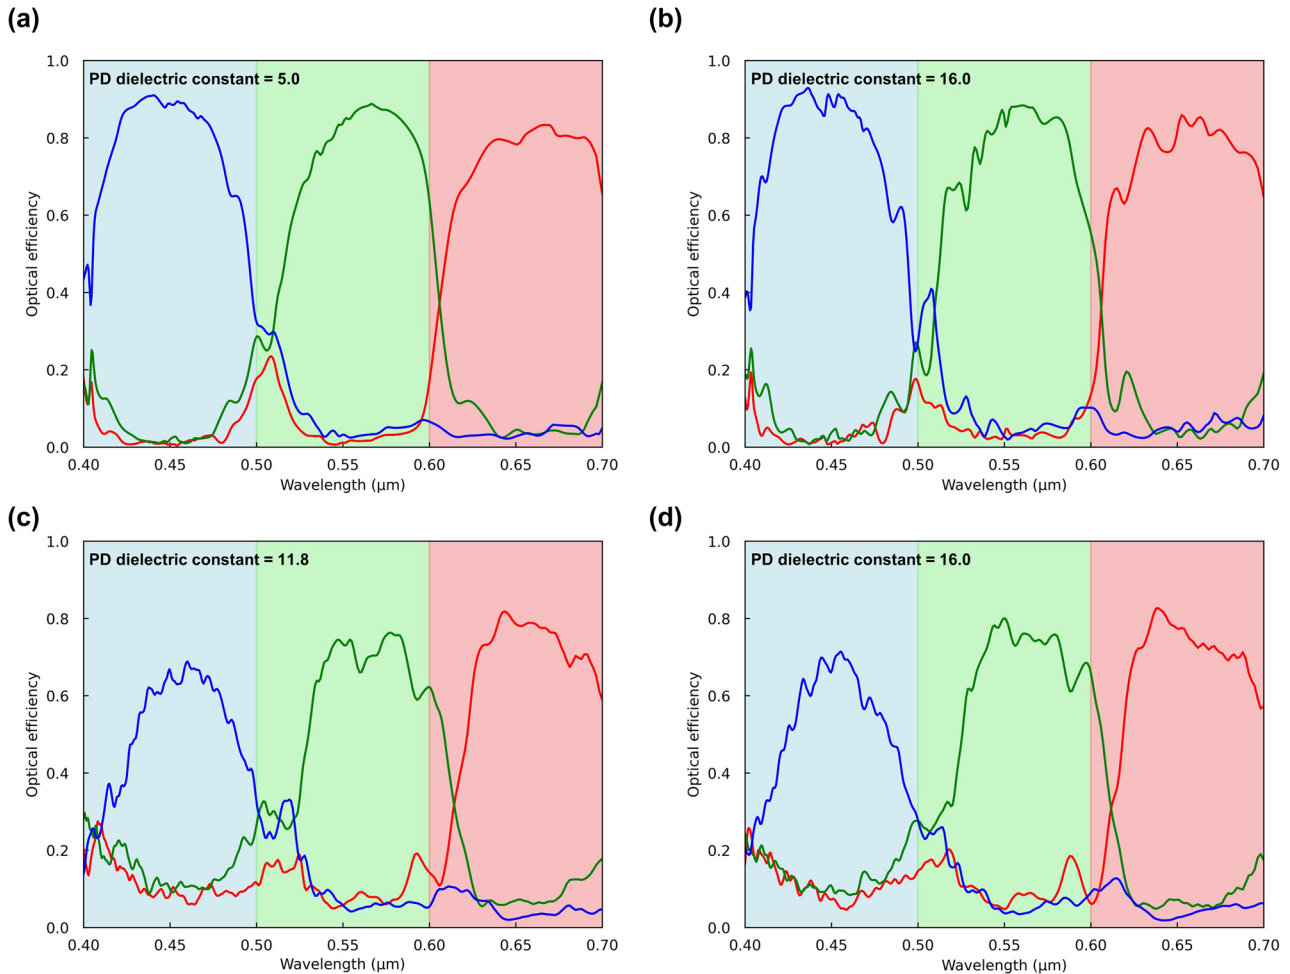 (a)
(b)
PD dielectric constant = 5.0
Optical efficiency
1.0
0.8
0.6
0.4
0.2
0.0
0.40 0.45 0.50 0.55 0.60 0.65 0.70
Wavelength (μm)
PD dielectric constant = 16.0
Optical efficiency
1.0
0.8
0.6
0.4
0.2
0.0
0.40 0.45 0.50 0.55 0.60 0.65 0.70
Wavelength (μm)
(c)
(d)
PD dielectric constant = 11.8
Optical efficiency
1.0
0.8
0.6
0.4
0.2
0.0
0.40 0.45 0.50 0.55 0.60 0.65 0.70
Wavelength (μm)
PD dielectric constant = 16.0
Optical efficiency
1.0
0.8
0.6
0.4
0.2
0.0
0.40 0.45 0.50 0.55 0.60 0.65 0.70
Wavelength (μm)